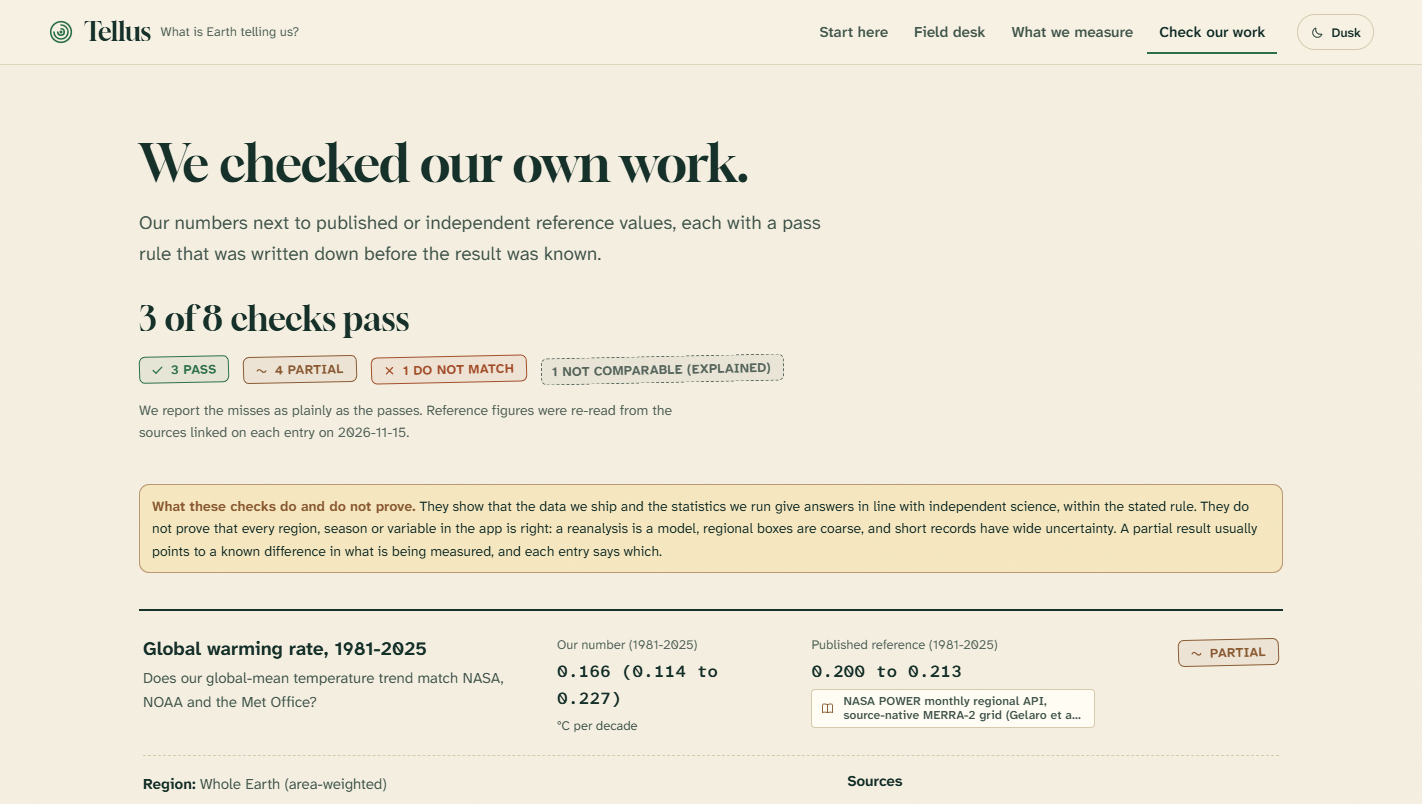 Tellus What is Earth telling us? Start here Field desk What we measure Check our work Dusk
We checked our own work.
Our numbers next to published or independent reference values, each with a pass
rule that was written down before the result was known.
3 of 8 checks pass
3 PASS 4 PARTIAL 1 DO NOT MATCH 1 NOT COMPARABLE (EXPLAINED)
We report the misses as plainly as the passes. Reference figures were re-read from the
sources linked on each entry on 2026-11-15.
What these checks do and do not prove. They show that the data we ship and the statistics we run give answers in line with independent science, within the stated rule. They do
not prove that every region, season or variable in the app is right: a reanalysis is a model, regional boxes are coarse, and short records have wide uncertainty. A partial result usually
points to a known difference in what is being measured, and each entry says which.
Global warming rate, 1981-2025
Does our global-mean temperature trend match NASA,
NOAA and the Met Office?
Our number (1981-2025)
0.166 (0.114 to
0.227)
°C per decade
Published reference (1981-2025)
0.200 to 0.213
NASA POWER monthly regional API,
source-native MERRA-2 grid (Gelaro et a...
PARTIAL
Region: Whole Earth (area-weighted)
Sources